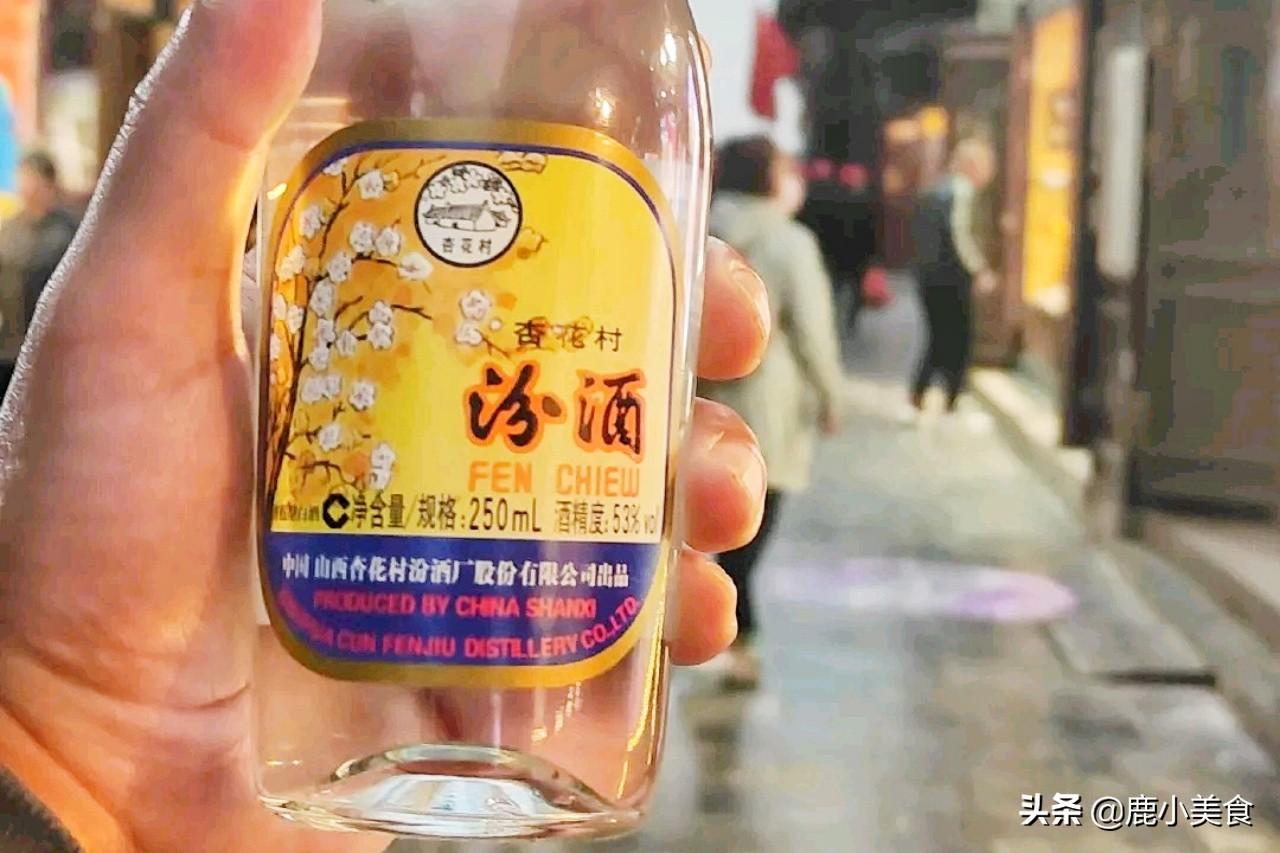 杏花村
杏花村
汾酒
FEN CHIEW
净含量/规格:250mL 酒精度:53%vol
中国 山西杏花村汾酒厂股份有限公司出品
PRODUCED BY CHINA SHANXI
CUN FENJIU DISTILLERY CO.,LTD.
头条 @鹿小美食